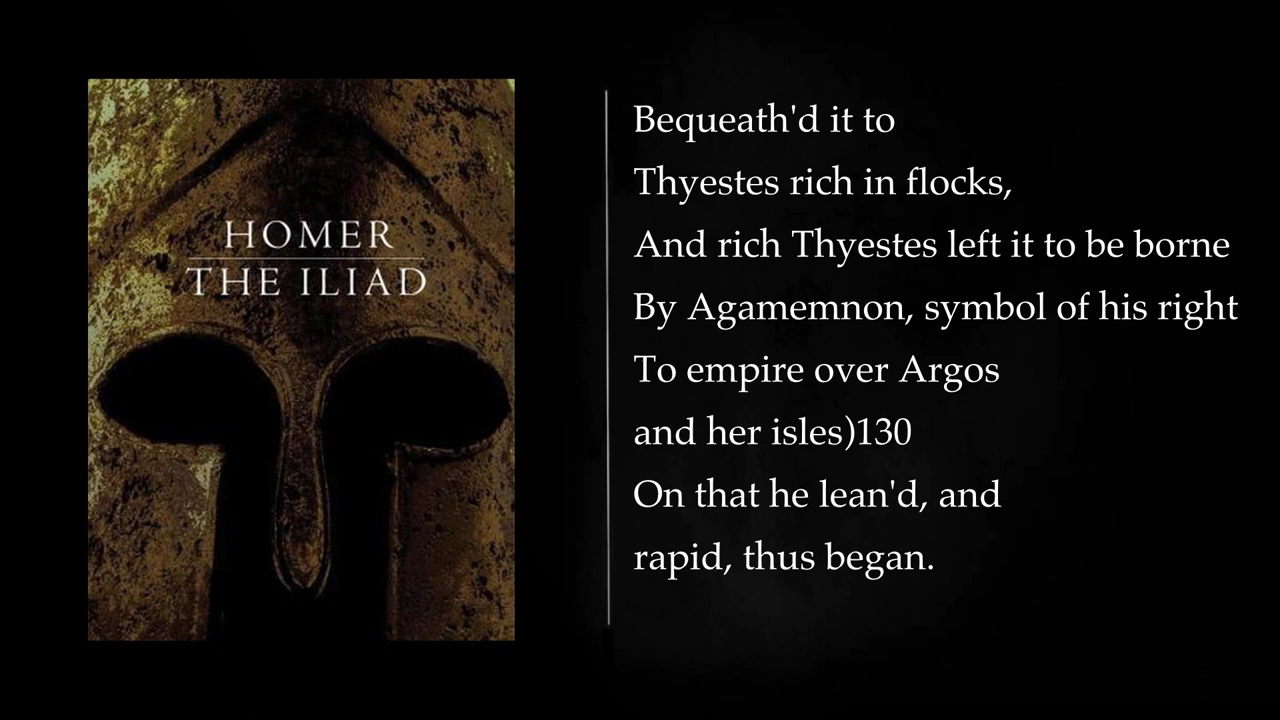 HOMER
THE ILIAD
Bequeath'd it to
Thyestes rich in flocks,
And rich Thyestes left it to be borne
By Agamemnon, symbol of his right
To empire over Argos
and her isles)130
On that he lean'd, and
rapid, thus began.